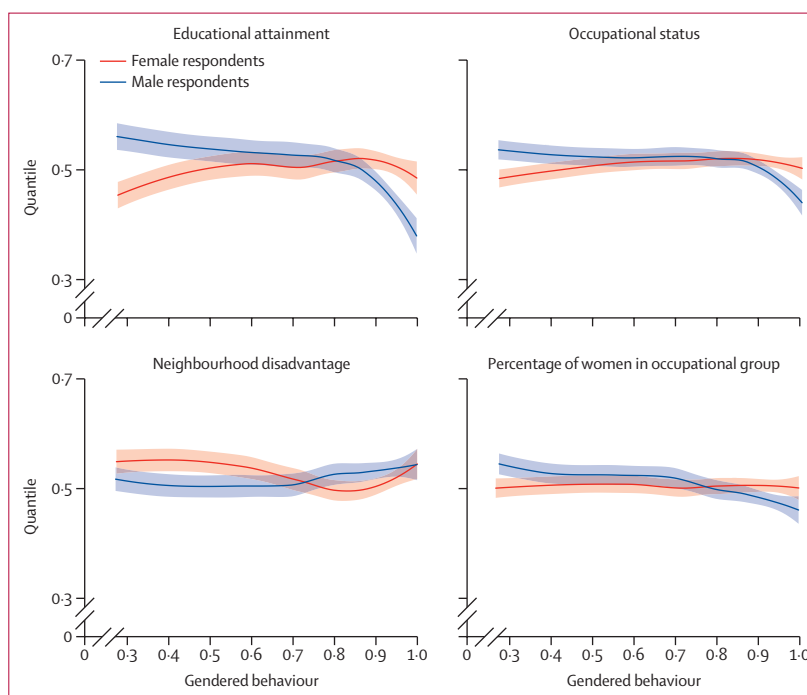 Educational attainment
Occupational status
0·7
0·5
0·3
0
Quantile
Female respondents
Male respondents
Neighbourhood disadvantage
Percentage of women in occupational group
0·7
0·5
0·3
0
Quantile
0 0·3 0·4 0·5 0·6 0·7 0·8 0·9 1·0
Gendered behaviour
0 0·3 0·4 0·5 0·6 0·7 0·8 0·9 1·0
Gendered behaviour